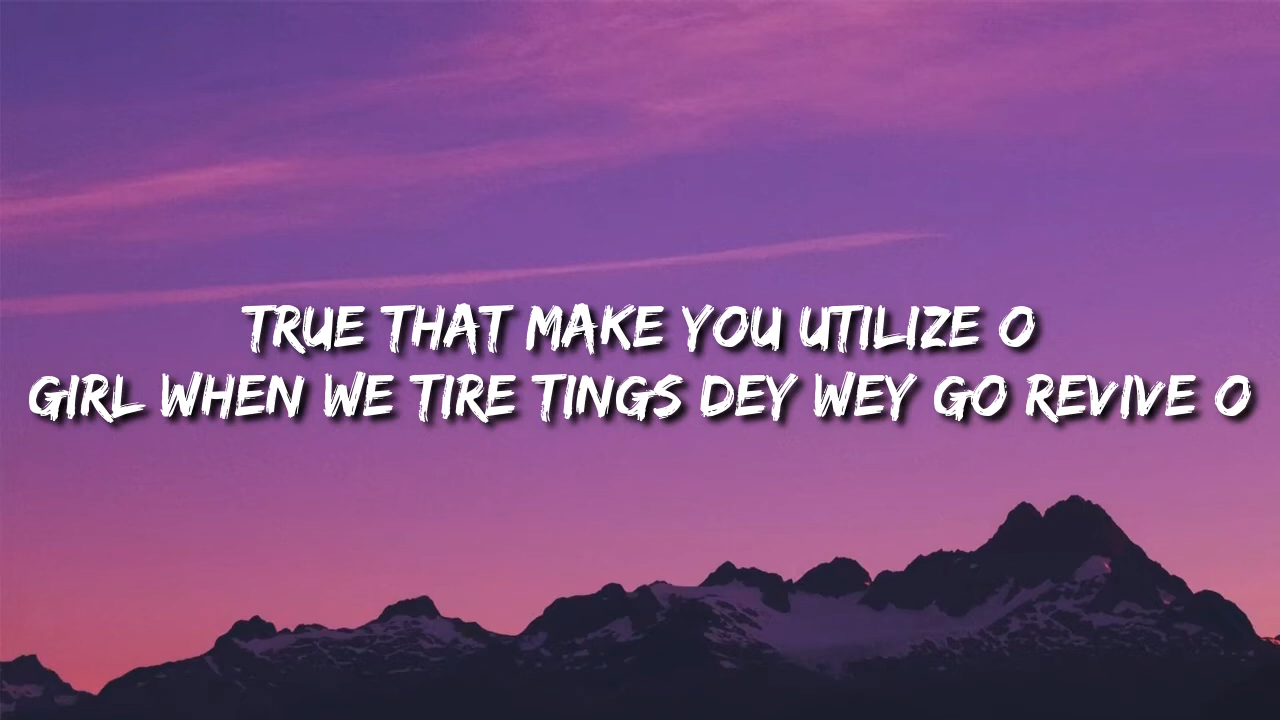 TRUE THAT MAKE YOU UTILIZE O
GIRL WHEN WE TIRE TINGS DEY WEY GO REVIVE O